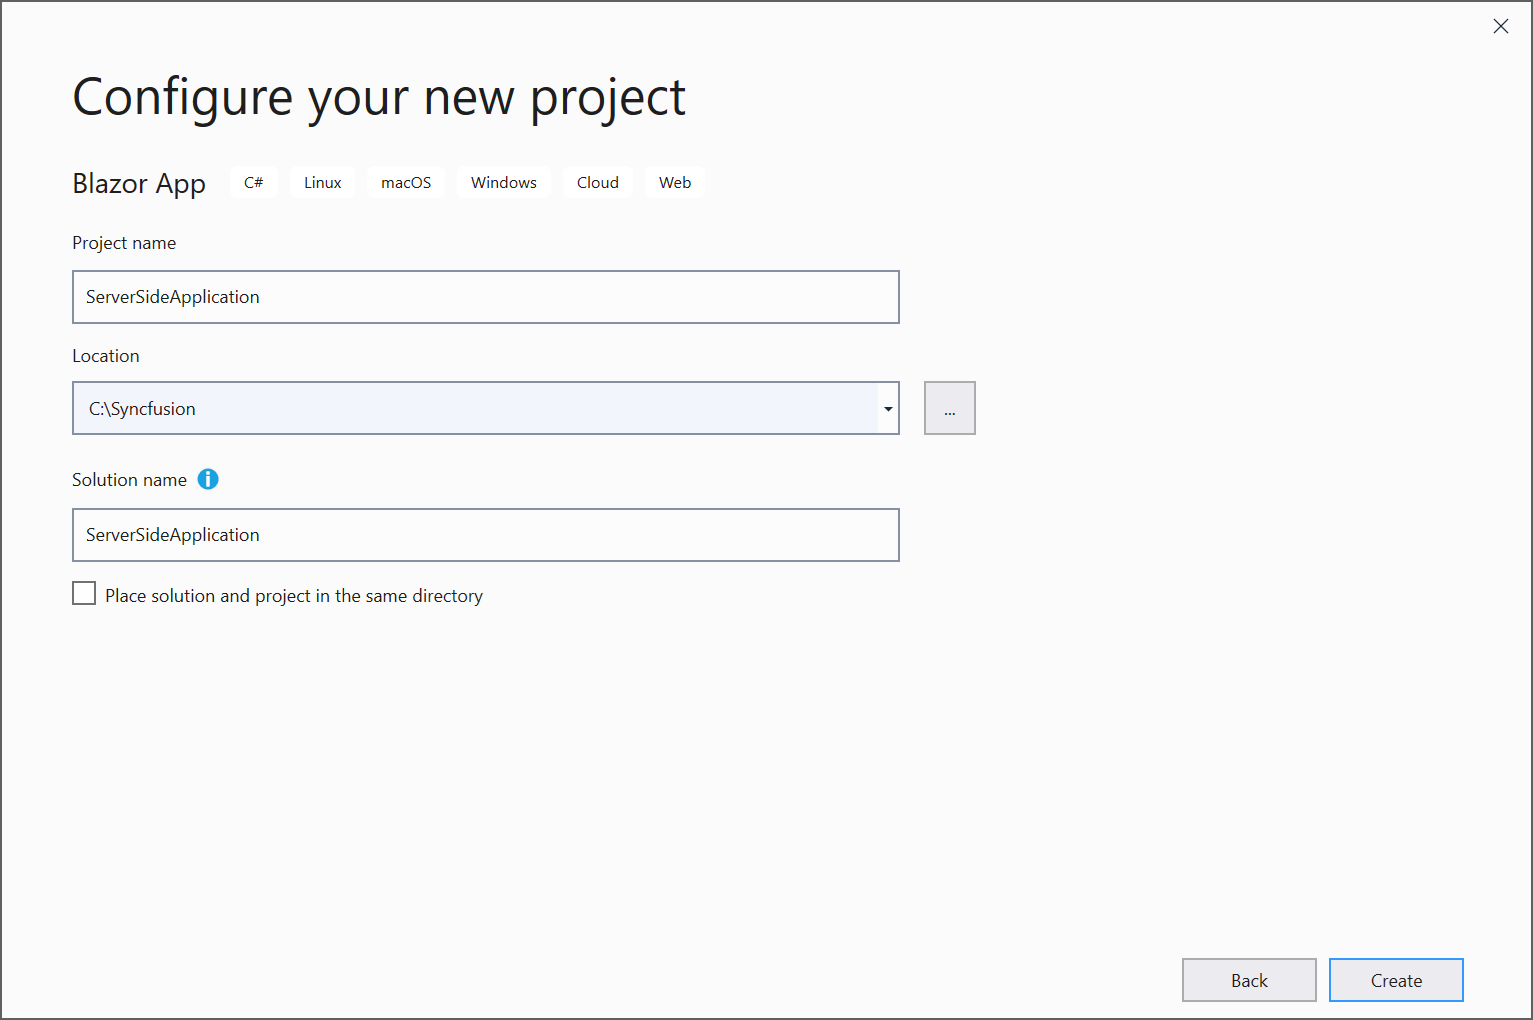 Configure your new project
Blazor App C# Linux macOS Windows Cloud Web
Project name
ServerSideApplication
Location
C:\Syncfusion
...
Solution name
ServerSideApplication
Place solution and project in the same directory
Back Create